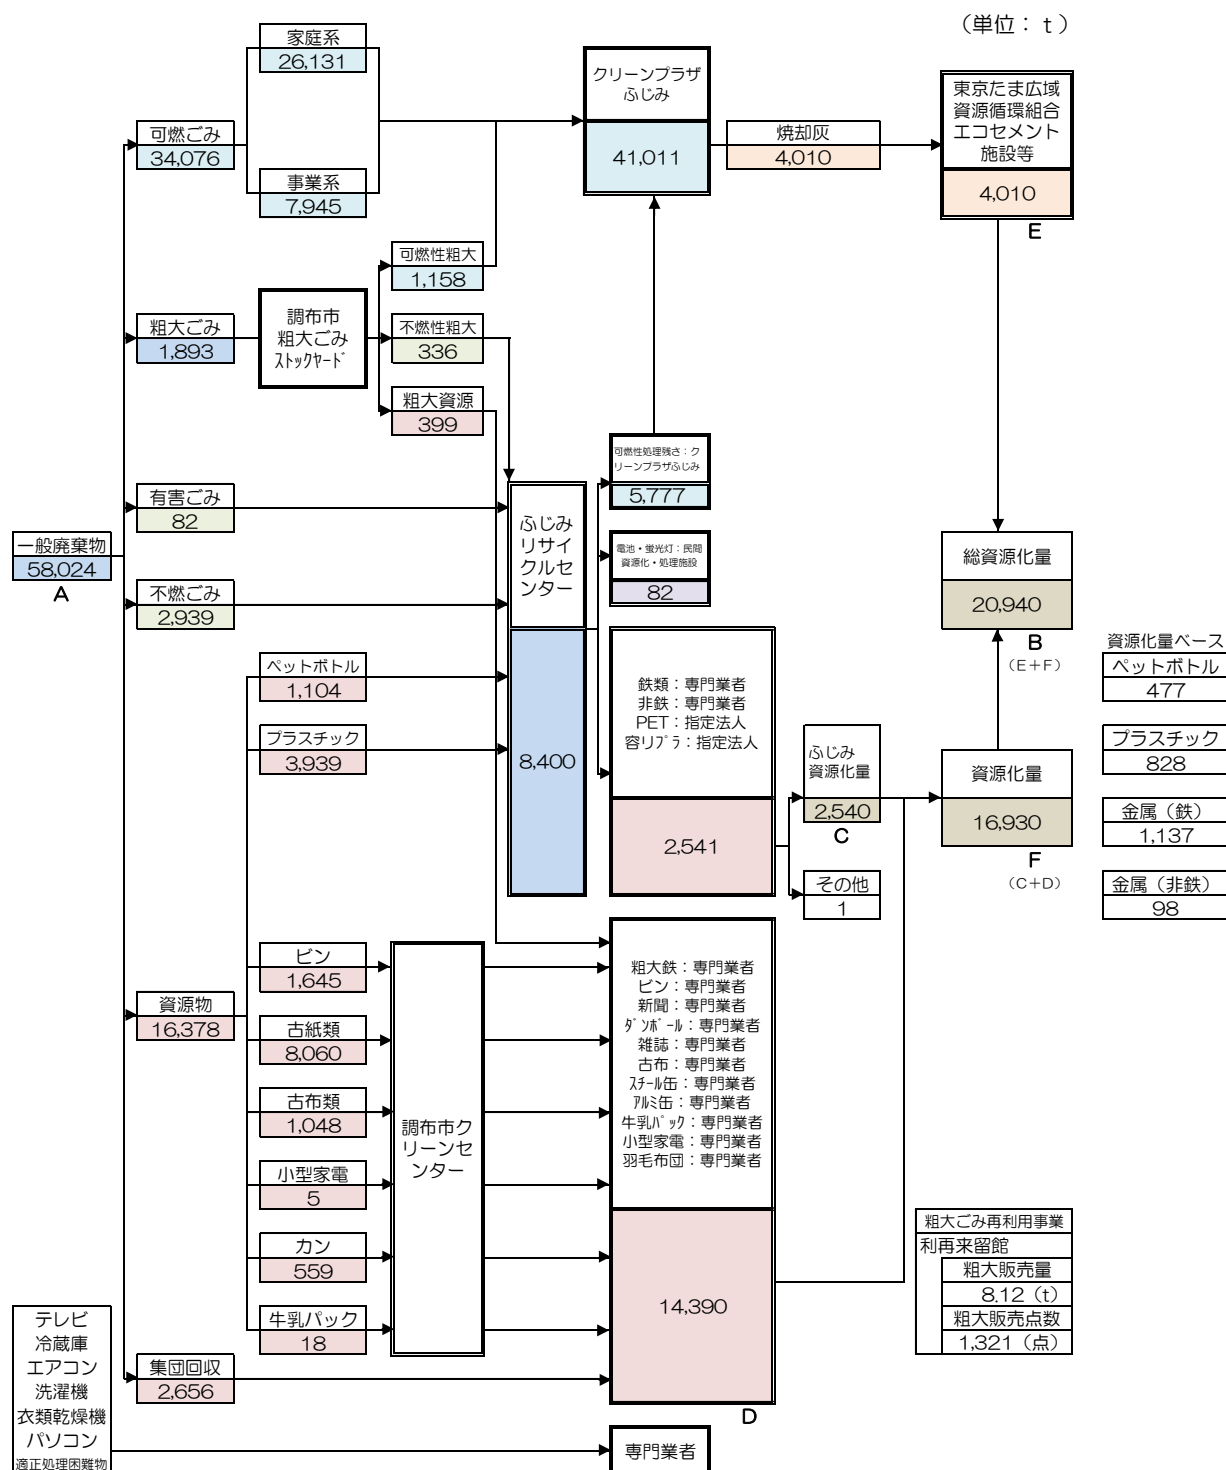 （単位：ｔ）
家庭系
26,131
クリーンプラザ
ふじみ
41,011
東京たま広域
資源循環組合
エコセメント
施設等
4,010
E
可燃ごみ
34,076
焼却灰
4,010
事業系
7,945
可燃性粗大
1,158
粗大ごみ
1,893
調布市
粗大ごみ
ｽﾄｯｸﾔｰﾄﾞ
不燃性粗大
336
粗大資源
399
可燃性処理残さ：ク
リーンプラザふじみ
5,777
有害ごみ
82
ふじみ
リサイ
クルセ
ンター
8,400
一般廃棄物
58,024
A
電池・蛍光灯：民間
資源化・処理施設
82
総資源化量
20,940
B
（E＋F）
不燃ごみ
2,939
資源化量ベース
ペットボトル
477
プラスチック
828
金属（鉄）
1,137
金属（非鉄）
98
ペットボトル
1,104
プラスチック
3,939
鉄類：専門業者
非鉄：専門業者
PET：指定法人
容リプラ：指定法人
2,541
ふじみ
資源化量
2,540
C
資源化量
16,930
F
（C＋D）
その他
1
資源物
16,378
ビン
1,645
古紙類
8,060
古布類
1,048
小型家電
5
カン
559
牛乳パック
18
調布市ク
リーンセ
ンター
粗大鉄：専門業者
ビン：専門業者
新聞：専門業者
ﾀﾞﾝﾎﾞｰﾙ：専門業者
雑誌：専門業者
古布：専門業者
ｽﾁｰﾙ缶：専門業者
ｱﾙﾐ缶：専門業者
牛乳ﾊﾟｯｸ：専門業者
小型家電：専門業者
羽毛布団：専門業者
14,390
D
粗大ごみ再利用事業
利再来留館
粗大販売量
8.12（t）
粗大販売点数
1,321（点）
集団回収
2,656
テレビ
冷蔵庫
エアコン
洗濯機
衣類乾燥機
パソコン
適正処理困難物
専門業者